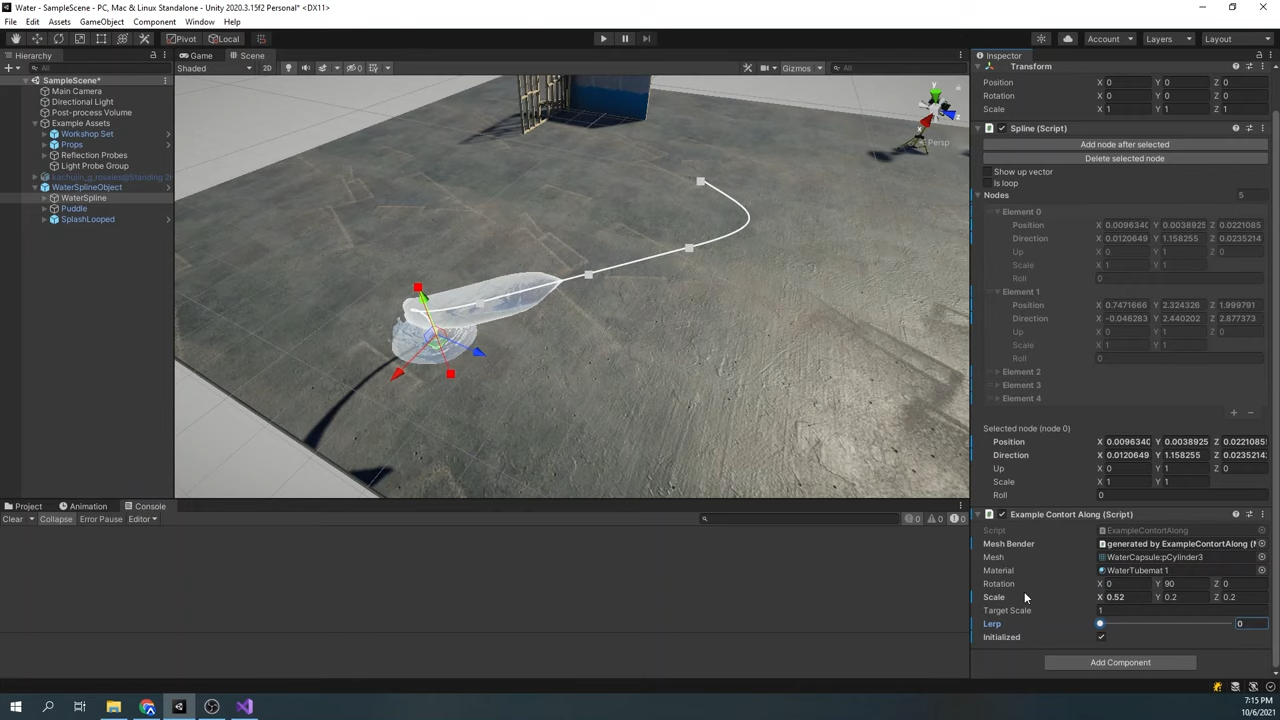 Water - SampleScene - PC, Mac & Linux Standalone - Unity 2020.3.15f2 Personal* <DX11>
File Edit Assets GameObject Component Window Help
Pivot Local Account Layers Layout
Hierarchy Game Scene Inspector
All Shaded 2D 0 Gizmos All Transform
SampleScene*
Main Camera
Directional Light
Post-process Volume
Example Assets
Workshop Set
Props
Reflection Probes
Light Probe Group
WaterSplineObject
WaterSpline
Puddle
SplashLooped
y
x
z
Persp
Position X 0 Y 0 Z 0
Rotation X 0 Y 0 Z 0
Scale X 1 Y 1 Z 1
Spline (Script)
Add node after selected
Delete selected node
Show up vector
Is loop
Nodes 5
Element 0
Position X 0.0096340 Y 0.0038925 Z 0.0221085
Direction X 0.0120649 Y 1.158255 Z 0.0235214
Up X 0 Y 1
Scale X 1 Y 1
Roll 0
Element 1
Position X 0.7471666 Y 2.324326 Z 1.999791
Direction X -0.046283 Y 2.440202 Z 2.877373
Up X 0 Y 1
Scale X 1 Y 1
Roll 0
Element 2
Element 3
Element 4
Selected node (node 0)
Position X 0.0096340 Y 0.0038925 Z 0.0221085
Direction X 0.0120649 Y 1.158255 Z 0.0235214
Up X 0 Y 1
Scale X 1 Y 1
Roll 0
Example Contort Along (Script)
Script ExampleContortAlong
Mesh Bender generated by ExampleContortAlong (M
Mesh WaterCapsule:pCylinder3
Material WaterTubemat 1
Rotation X 0 Y 90 Z 0
Scale X 0.52 Y 0.2 Z 0.2
Target Scale 1
Lerp 0
Initialized
Add Component
Project Animation Console
Clear Collapse Error Pause Editor 0 0 0
7:15 PM
10/6/2021